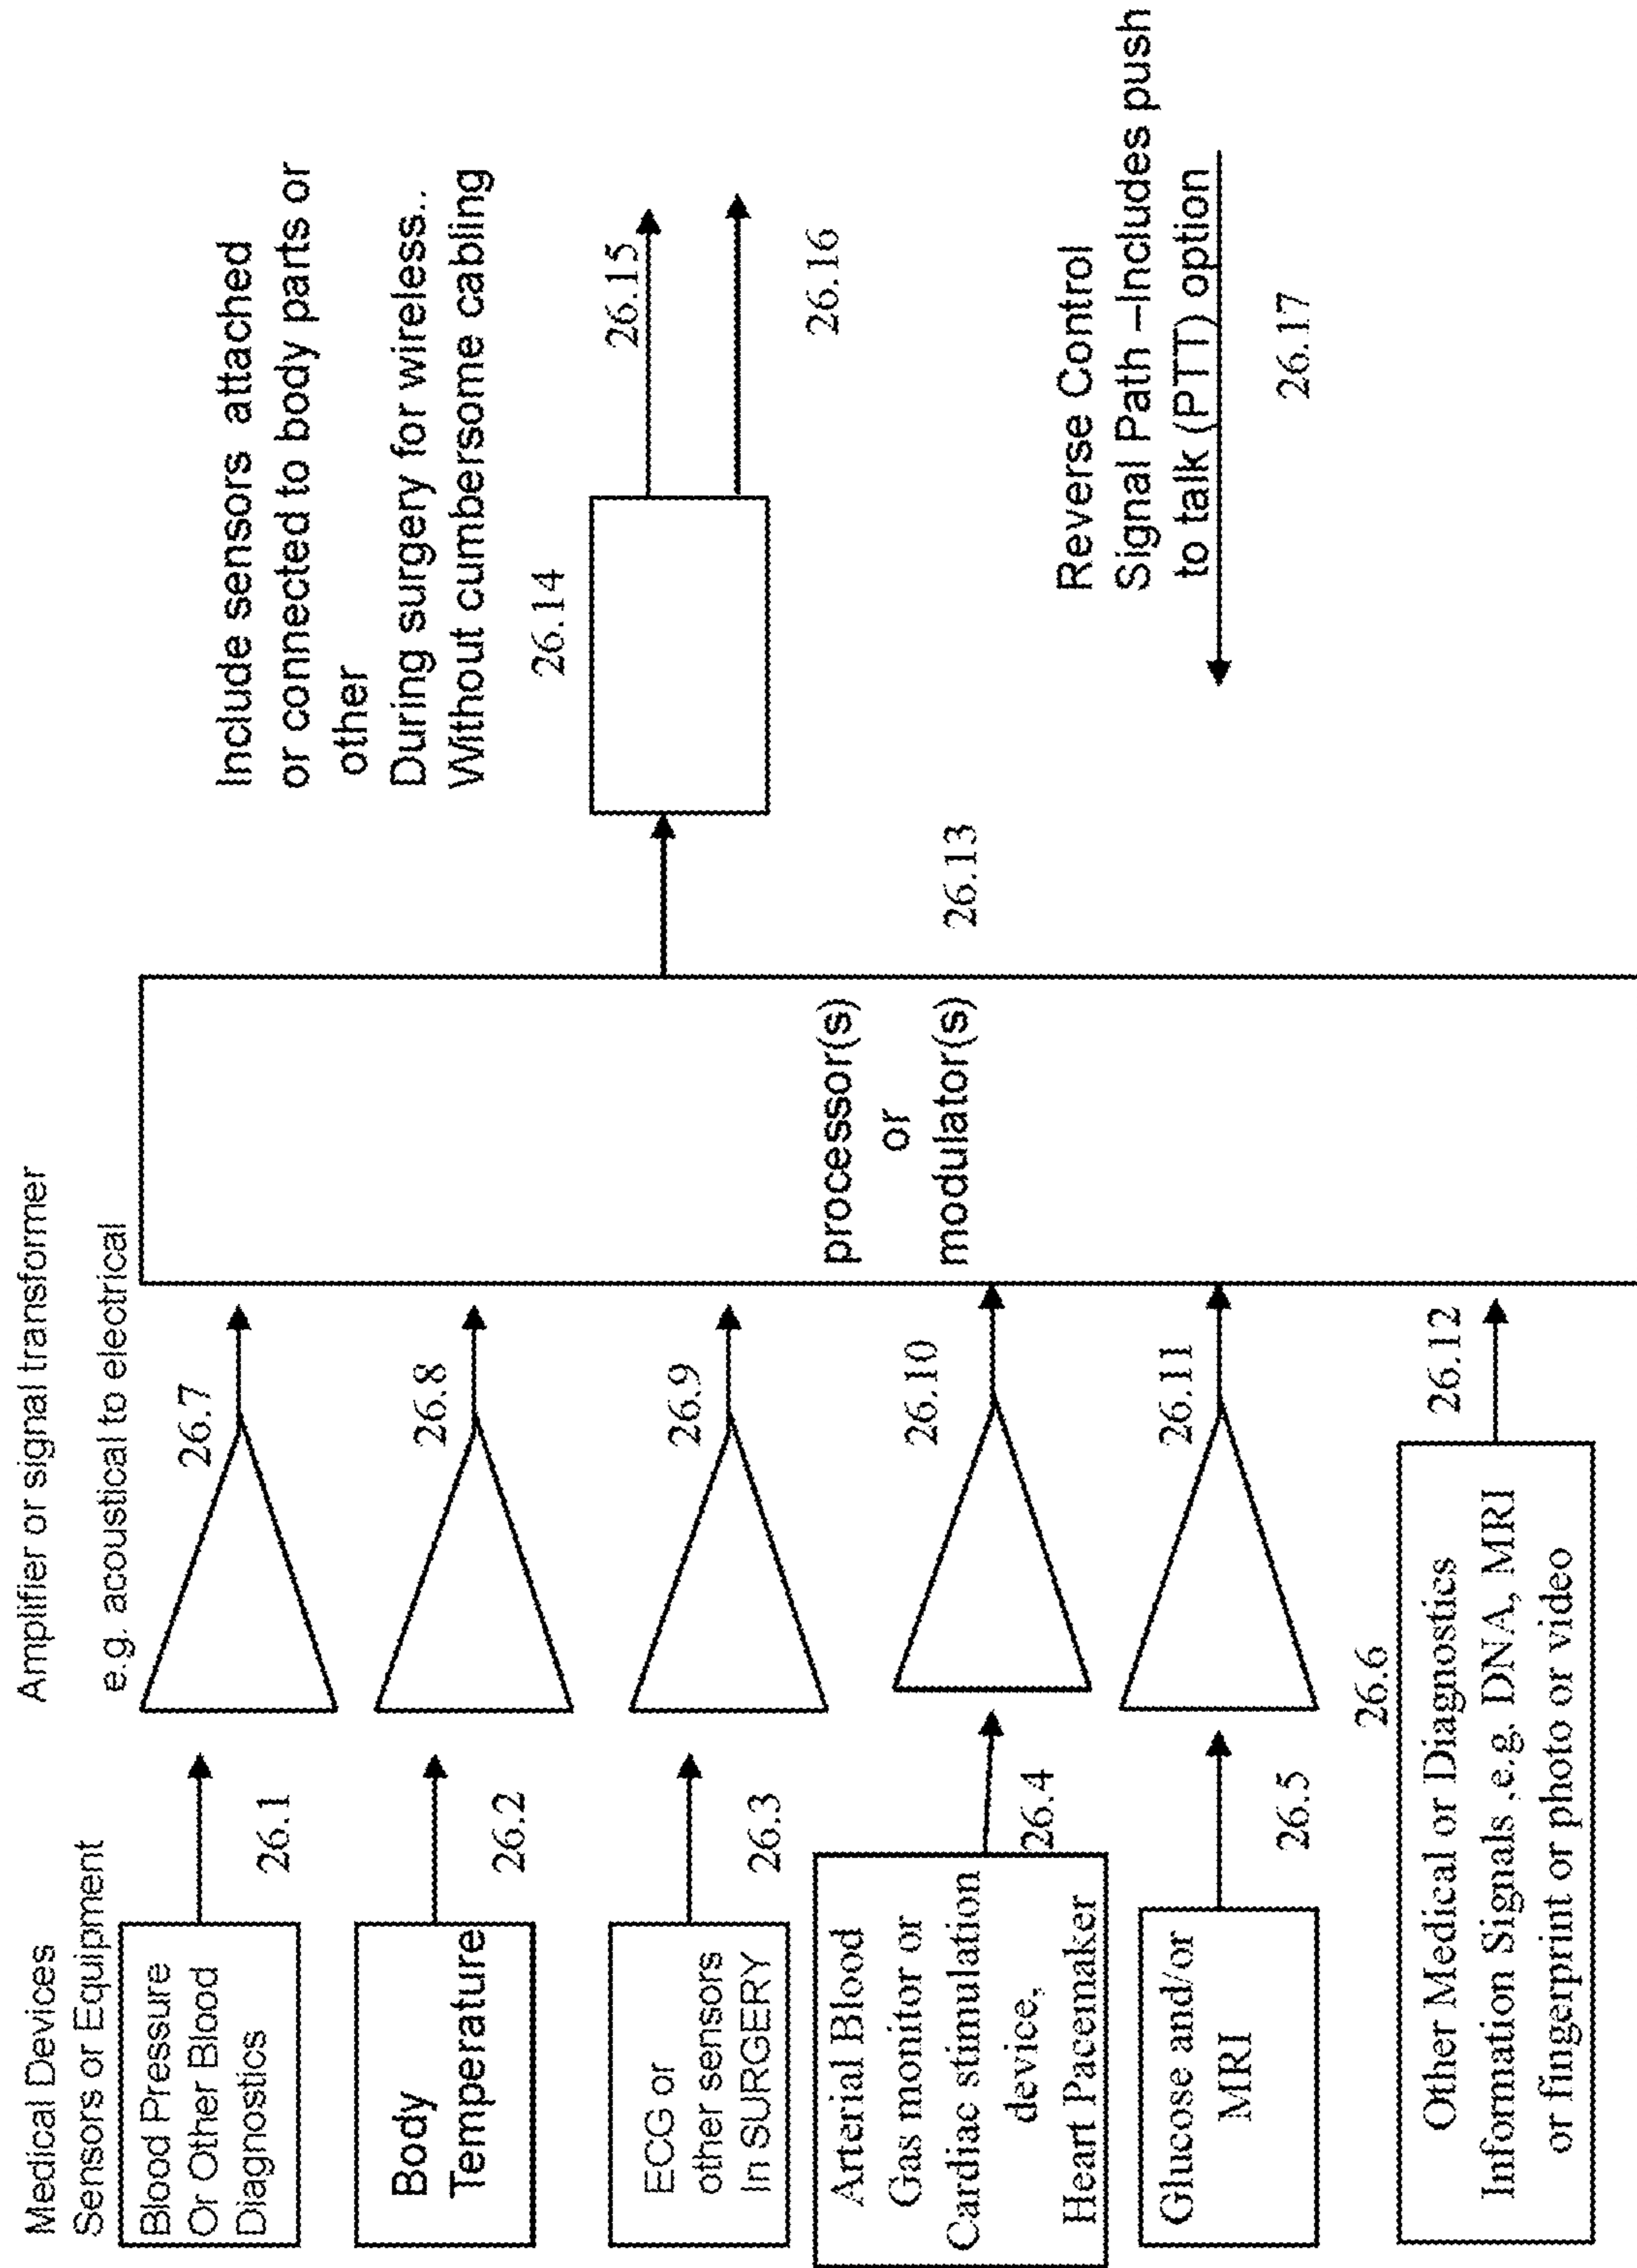 Medical Devices
Sensors or Equipment
Amplifier or signal transformer
e.g. acoustical to electrical
Blood Pressure
Or Other Blood
Diagnostics
26.1
26.7
Body
Temperature
26.2
26.8
ECG or
other sensors
In SURGERY
26.3
26.9
Arterial Blood
Gas monitor or
Cardiac stimulation
device,
Heart Pacemaker
26.4
26.10
Glucose and/or
MRI
26.5
26.11
26.6
Other Medical or Diagnostics
Information Signals ,e.g. DNA, MRI
or fingerprint or photo or video
26.12
processor(s)
or
modulator(s)
26.13
Include sensors attached
or connected to body parts or
other
During surgery for wireless..
Without cumbersome cabling
26.14
26.15
26.16
Reverse Control
Signal Path –Includes push
to talk (PTT) option
26.17